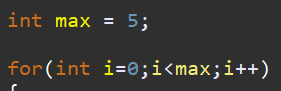 int max = 5;
for(int i=0;i<max;i++)
{